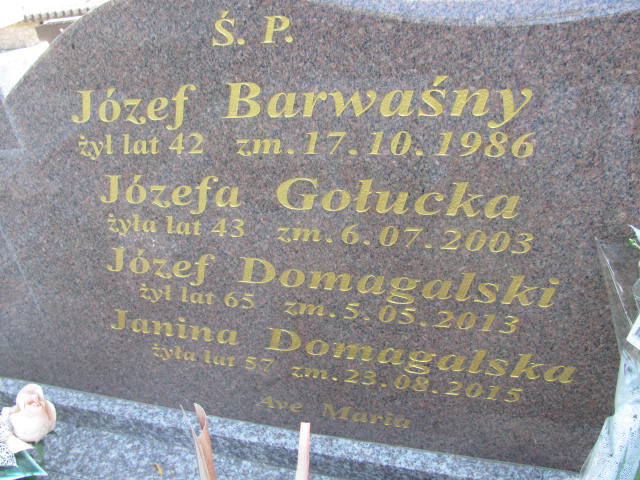 Ś. P.
Józef Barwaśny
żył lat 42 zm. 17.10.1986
Józefa Gołucka
żyła lat 43 zm. 6.07.2003
Józef Domagalski
żył lat 65 zm. 5.05.2013
Janina Domagalska
żyła lat 57 zm. 23.08.2015
Ave Maria